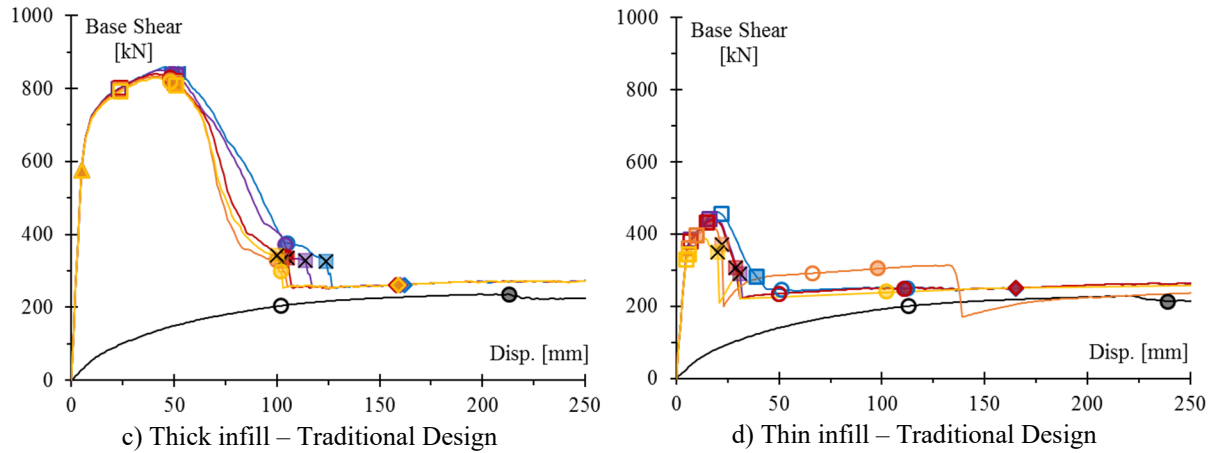 1000
Base Shear
[kN]
800
600
400
200
0
Disp. [mm]
0 50 100 150 200 250
c) Thick infill – Traditional Design
1000
Base Shear
[kN]
800
600
400
200
0
Disp. [mm]
0 50 100 150 200 250
d) Thin infill – Traditional Design